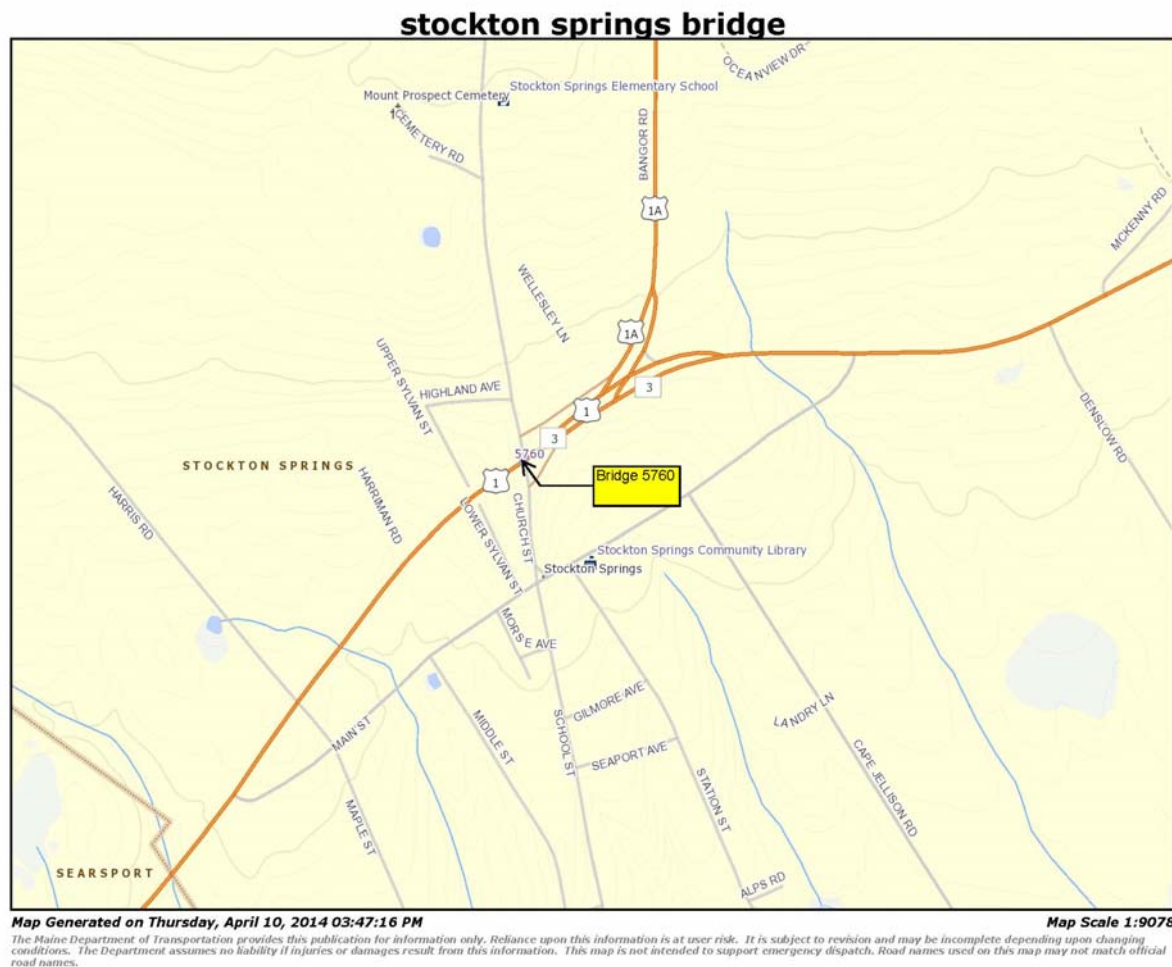 stockton springs bridge
OCEANVIEW DR
Stockton Springs Elementary School
Mount Prospect Cemetery
CEMETERY RD
BANGOR RD
1A
MCKENNY RD
WELLESLEY LN
1A
UPPER SYLVAN ST
HIGHLAND AVE
3
1
DENSLOW RD
3
5760
STOCKTON SPRINGS
Bridge 5760
1
HARRIS RD
HARRIMAN RD
LOWER SYLVAN ST
CHURCH ST
Stockton Springs Community Library
Stockton Springs
MORSE AVE
GILMORE AVE
LANDRY LN
MAIN ST
MIDDLE ST
SCHOOL ST
SEAPORT AVE
STATION ST
CAPE JELLISON RD
MAPLE ST
SEARSPORT
ALPS RD
Map Generated on Thursday, April 10, 2014 03:47:16 PM
Map Scale 1:9078
The Maine Department of Transportation provides this publication for information only. Reliance upon this information is at user risk. It is subject to revision and may be incomplete depending upon changing
conditions. The Department assumes no liability if injuries or damages result from this information. This map is not intended to support emergency dispatch. Road names used on this map may not match official
road names.